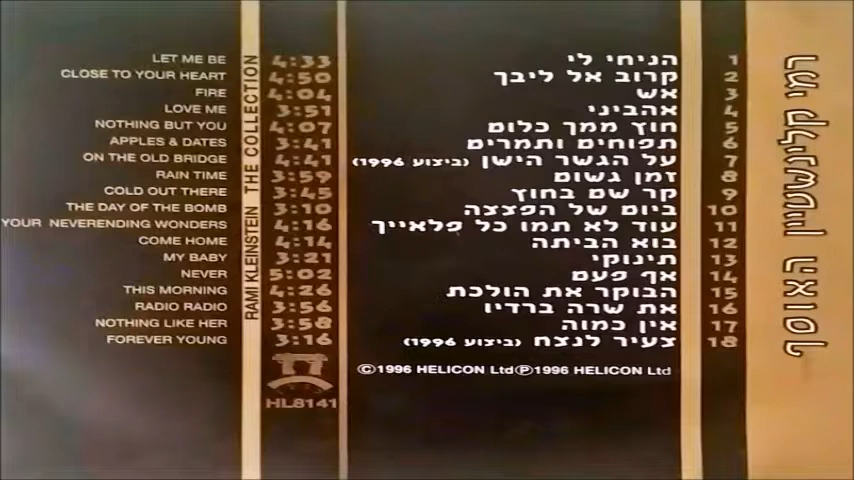 רמי קלינשטיין האוסף
1 הניחי לי 4:33 LET ME BE
2 קרוב אל ליבך 4:50 CLOSE TO YOUR HEART
3 אש 4:04 FIRE
4 אהביני 3:51 LOVE ME
5 חוץ ממך כלום 4:07 NOTHING BUT YOU
6 תפוחים ותמרים 3:41 APPLES & DATES
7 על הגשר הישן (ביצוע 1996) 4:41 ON THE OLD BRIDGE
8 זמן גשום 3:59 RAIN TIME
9 קר שם בחוץ 3:45 COLD OUT THERE
10 ביום של הפצצה 3:10 THE DAY OF THE BOMB
11 עוד לא תמו כל פלאייך 4:16 YOUR NEVERENDING WONDERS
12 בוא הביתה 4:14 COME HOME
13 תינוקי 3:21 MY BABY
14 אף פעם 5:02 NEVER
15 הבוקר את הולכת 4:26 THIS MORNING
16 את שרה ברדיו 3:56 RADIO RADIO
17 אין כמוה 3:58 NOTHING LIKE HER
18 צעיר לנצח (ביצוע 1996) 3:16 FOREVER YOUNG
RAMI KLEINSTEIN THE COLLECTION
©1996 HELICON Ltd℗1996 HELICON Ltd
HL8141